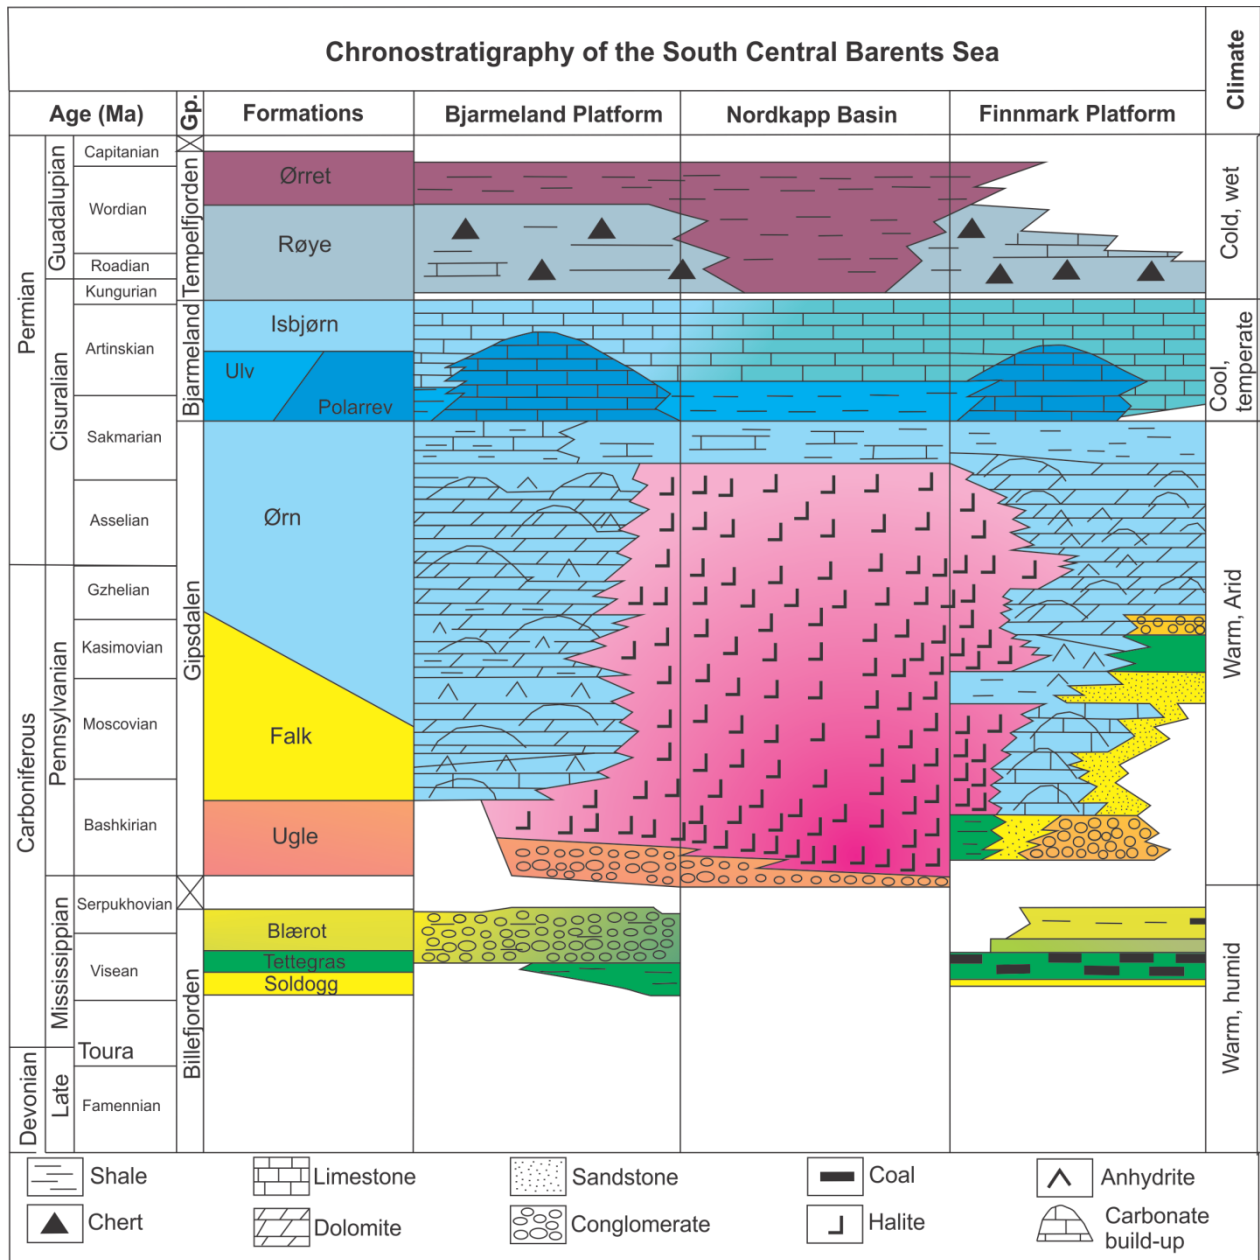 Chronostratigraphy of the South Central Barents Sea
Climate
Age (Ma)
Gp.
Formations
Bjarmeland Platform
Nordkapp Basin
Finnmark Platform
Permian
Guadalupian
Capitanian
Wordian
Roadian
Cisuralian
Kungurian
Artinskian
Sakmarian
Asselian
Carboniferous
Pennsylvanian
Gzhelian
Kasimovian
Moscovian
Bashkirian
Mississippian
Serpukhovian
Visean
Toura
Devonian
Late
Famennian
Tempelfjorden
Bjarmeland
Gipsdalen
Billefjorden
Ørret
Røye
Isbjørn
Ulv
Polarrev
Ørn
Falk
Ugle
Blærot
Tettegras
Soldogg
Cold, wet
Cool,
temperate
Warm, Arid
Warm, humid
Shale
Limestone
Sandstone
Coal
Anhydrite
Chert
Dolomite
Conglomerate
Halite
Carbonate
build-up